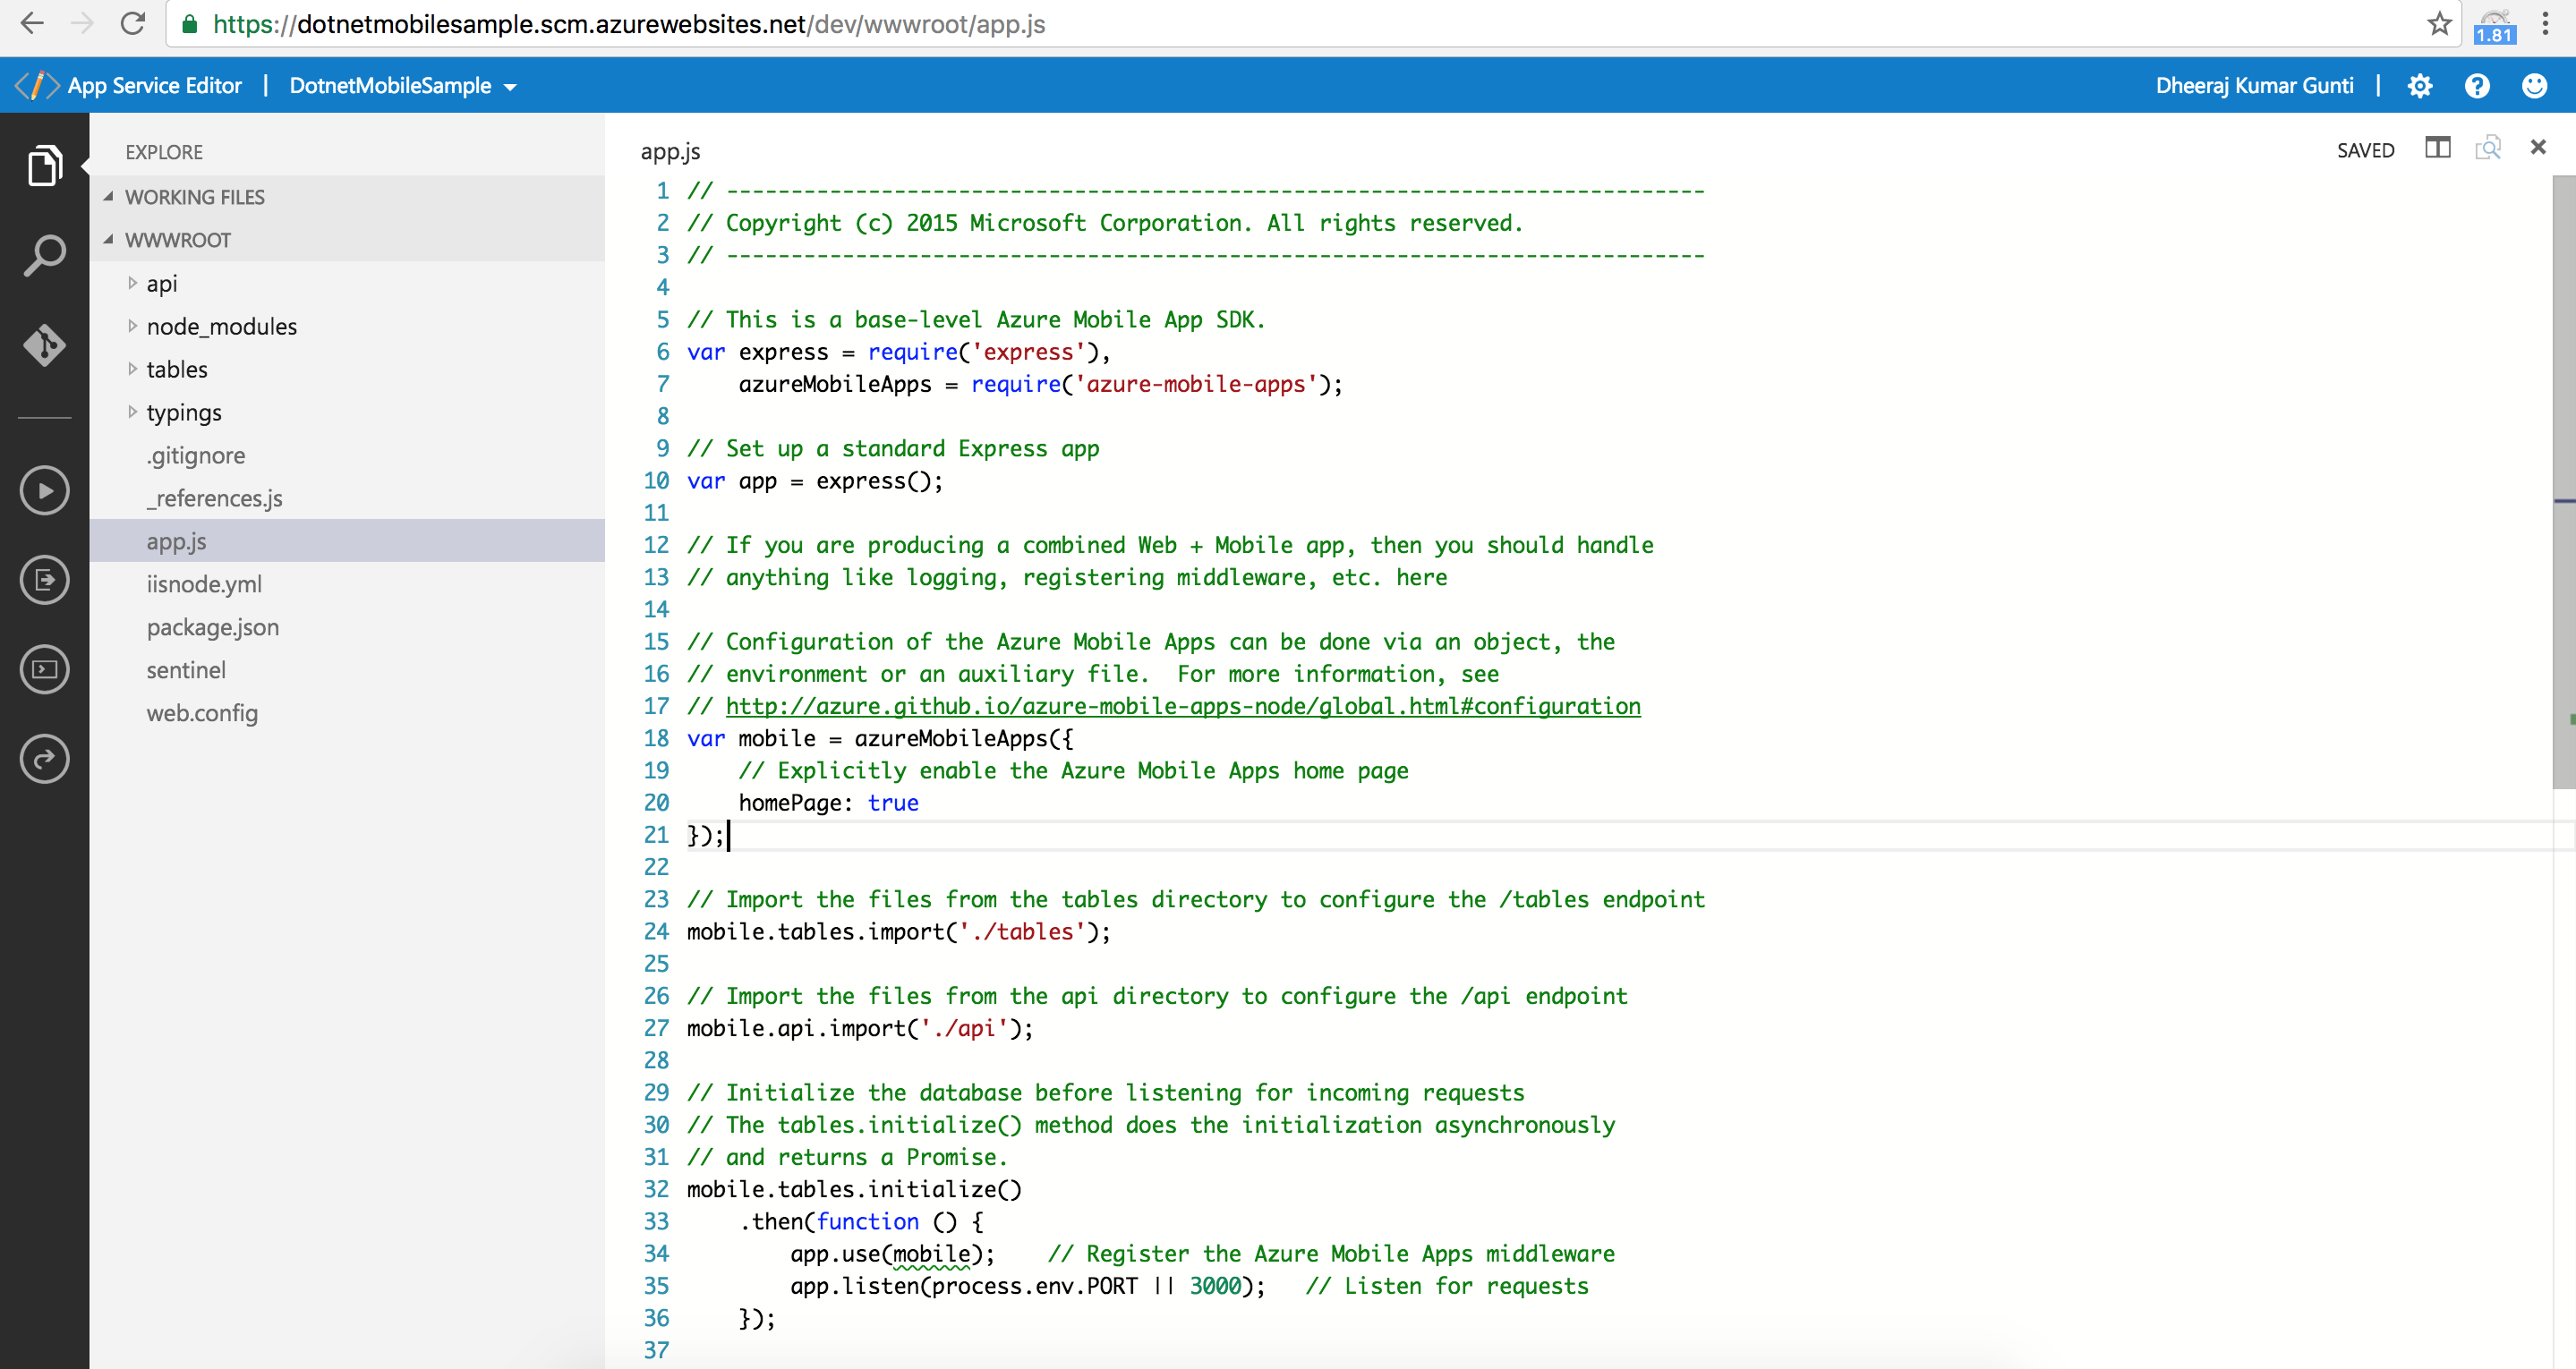 https://dotnetmobilesample.scm.azurewebsites.net/dev/wwwroot/app.js
1.81
App Service Editor | DotnetMobileSample
Dheeraj Kumar Gunti |
EXPLORE
WORKING FILES
WWWROOT
api
node_modules
tables
typings
.gitignore
_references.js
app.js
iisnode.yml
package.json
sentinel
web.config
app.js
SAVED
1 // ----------------------------------------------------------------------------
2 // Copyright (c) 2015 Microsoft Corporation. All rights reserved.
3 // ----------------------------------------------------------------------------
4
5 // This is a base-level Azure Mobile App SDK.
6 var express = require('express'),
7     azureMobileApps = require('azure-mobile-apps');
8
9 // Set up a standard Express app
10 var app = express();
11
12 // If you are producing a combined Web + Mobile app, then you should handle
13 // anything like logging, registering middleware, etc. here
14
15 // Configuration of the Azure Mobile Apps can be done via an object, the
16 // environment or an auxiliary file.  For more information, see
17 // http://azure.github.io/azure-mobile-apps-node/global.html#configuration
18 var mobile = azureMobileApps({
19     // Explicitly enable the Azure Mobile Apps home page
20     homePage: true
21 });
22
23 // Import the files from the tables directory to configure the /tables endpoint
24 mobile.tables.import('./tables');
25
26 // Import the files from the api directory to configure the /api endpoint
27 mobile.api.import('./api');
28
29 // Initialize the database before listening for incoming requests
30 // The tables.initialize() method does the initialization asynchronously
31 // and returns a Promise.
32 mobile.tables.initialize()
33     .then(function () {
34         app.use(mobile);    // Register the Azure Mobile Apps middleware
35         app.listen(process.env.PORT || 3000);   // Listen for requests
36     });
37